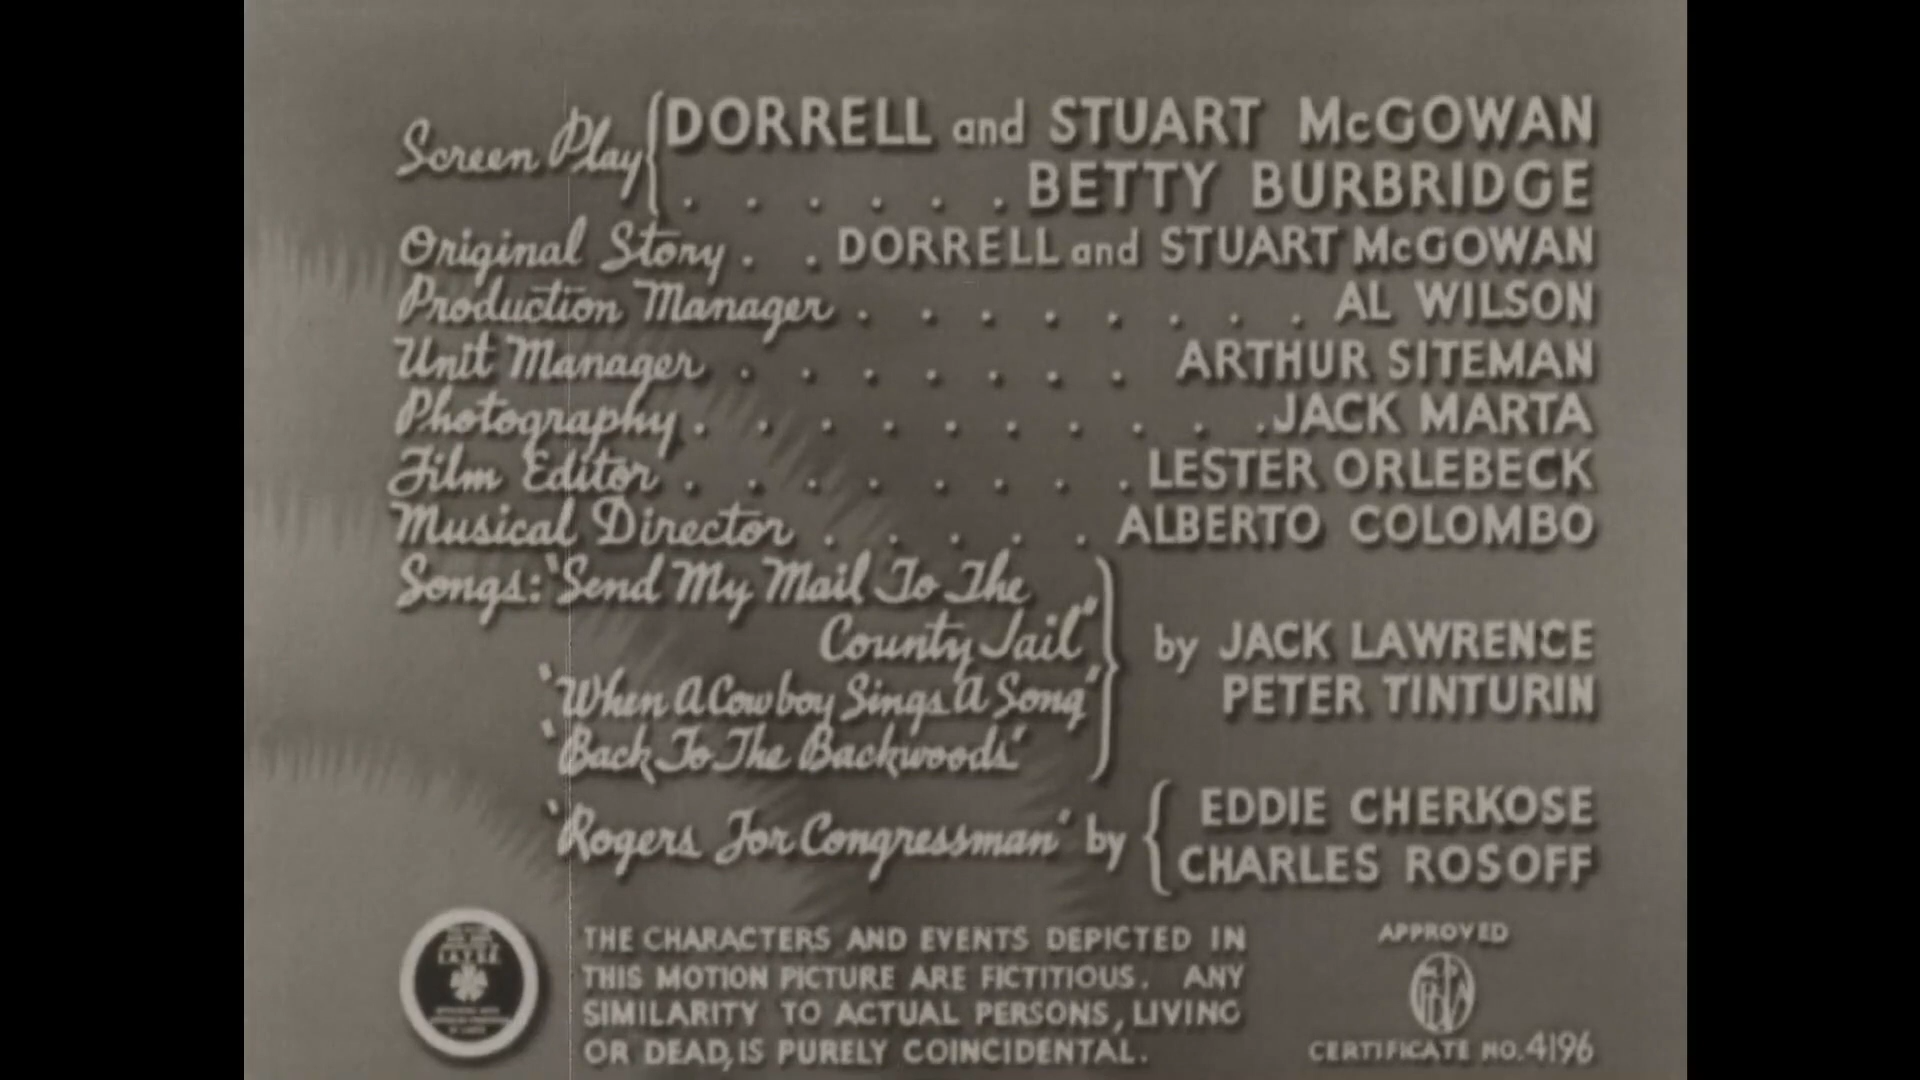 Screen Play { DORRELL and STUART McGOWAN
. . . . . . BETTY BURBRIDGE
Original Story . . DORRELL and STUART McGOWAN
Production Manager . . . . . . . . AL WILSON
Unit Manager . . . . . . . ARTHUR SITEMAN
Photography . . . . . . . . . . JACK MARTA
Film Editor . . . . . . . . LESTER ORLEBECK
Musical Director . . . . . ALBERTO COLOMBO
Songs: "Send My Mail To The
County Jail"
"When A Cowboy Sings A Song"
"Back To The Backwoods"
by JACK LAWRENCE
PETER TINTURIN
"Rogers For Congressman" by { EDDIE CHERKOSE
CHARLES ROSOFF
I.A.T.S.E.
THE CHARACTERS AND EVENTS DEPICTED IN
THIS MOTION PICTURE ARE FICTITIOUS. ANY
SIMILARITY TO ACTUAL PERSONS, LIVING
OR DEAD, IS PURELY COINCIDENTAL.
APPROVED
CERTIFICATE NO. 4196